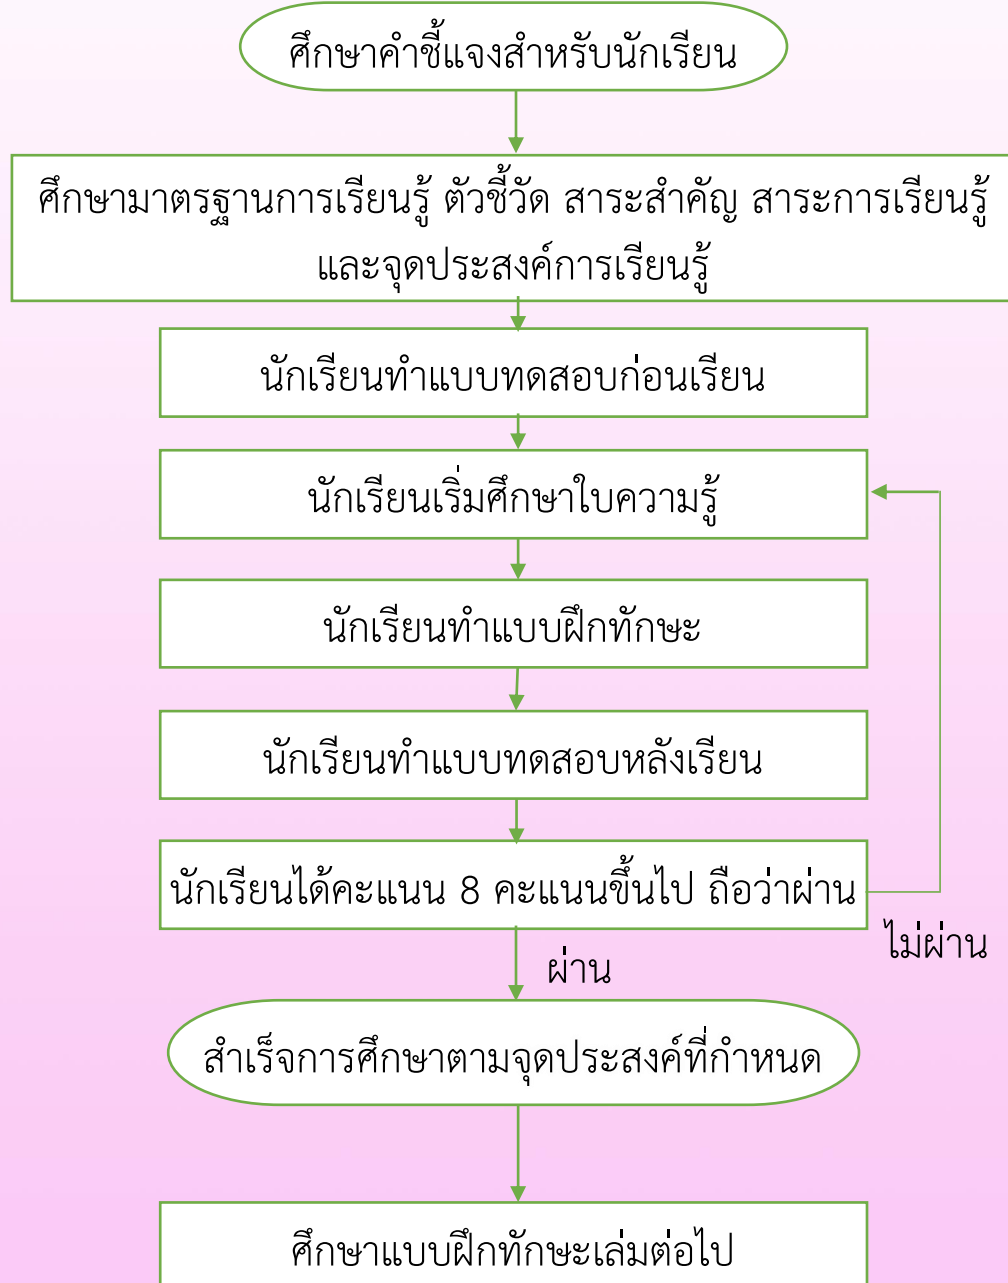 ศึกษาคำชี้แจงสำหรับนักเรียน
ศึกษามาตรฐานการเรียนรู้ ตัวชี้วัด สาระสำคัญ สาระการเรียนรู้
และจุดประสงค์การเรียนรู้
นักเรียนทำแบบทดสอบก่อนเรียน
นักเรียนเริ่มศึกษาใบความรู้
นักเรียนทำแบบฝึกทักษะ
นักเรียนทำแบบทดสอบหลังเรียน
นักเรียนได้คะแนน 8 คะแนนขึ้นไป ถือว่าผ่าน
ไม่ผ่าน
ผ่าน
สำเร็จการศึกษาตามจุดประสงค์ที่กำหนด
ศึกษาแบบฝึกทักษะเล่มต่อไป